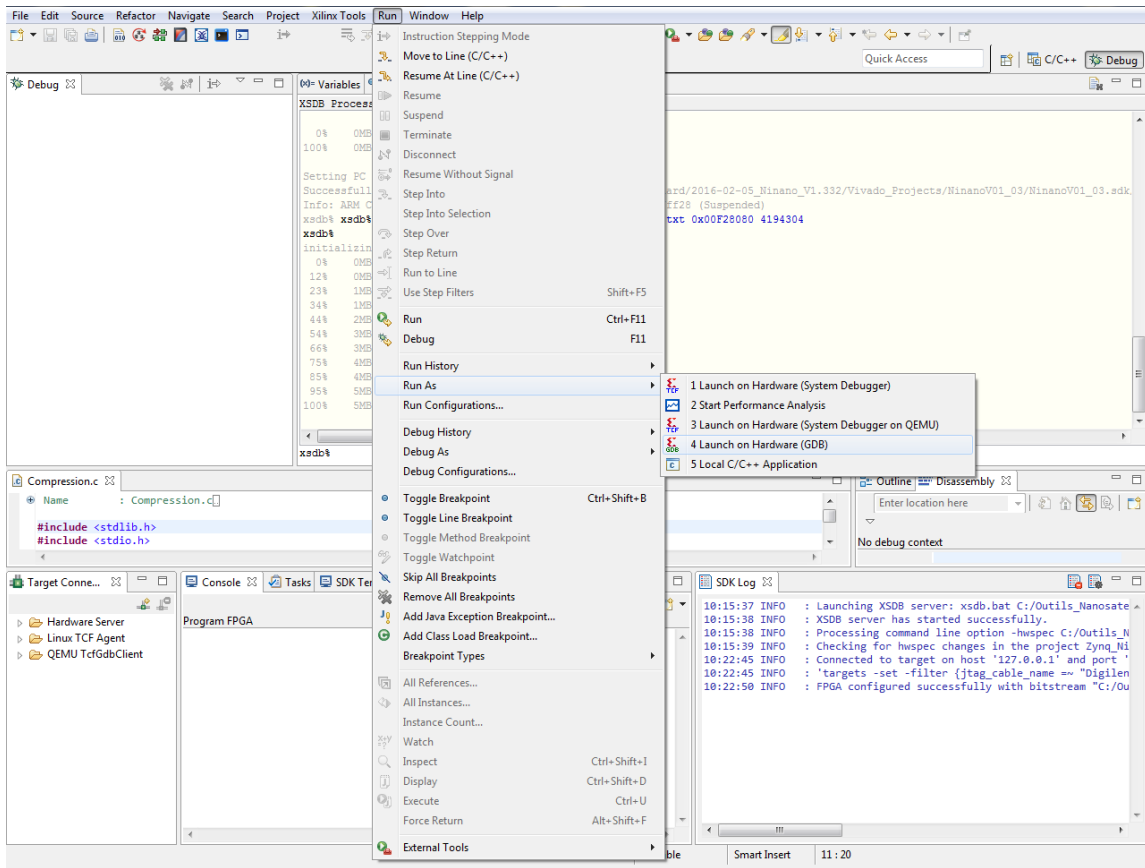 File Edit Source Refactor Navigate Search Project Xilinx Tools Run Window Help
Quick Access
C/C++
Debug
Debug
(x)= Variables
XSDB Process
0% 0MB
100% 0MB
Setting PC
Successfull
ard/2016-02-05_Ninano_V1.332/Vivado_Projects/NinanoV01_03/NinanoV01_03.sdk
Info: ARM C
ff28 (Suspended)
xsdb% xsdb%
txt 0x00F28080 4194304
xsdb%
initializin
0% 0MB
12% 0MB
23% 1MB
34% 1MB
44% 2MB
54% 3MB
66% 3MB
75% 4MB
85% 4MB
95% 5MB
100% 5MB
xsdb%
Instruction Stepping Mode
Move to Line (C/C++)
Resume At Line (C/C++)
Resume
Suspend
Terminate
Disconnect
Resume Without Signal
Step Into
Step Into Selection
Step Over
Step Return
Run to Line
Use Step Filters Shift+F5
Run Ctrl+F11
Debug F11
Run History
Run As
Run Configurations...
Debug History
Debug As
Debug Configurations...
Toggle Breakpoint Ctrl+Shift+B
Toggle Line Breakpoint
Toggle Method Breakpoint
Toggle Watchpoint
Skip All Breakpoints
Remove All Breakpoints
Add Java Exception Breakpoint...
Add Class Load Breakpoint...
Breakpoint Types
All References...
All Instances...
Instance Count...
Watch
Inspect Ctrl+Shift+I
Display Ctrl+Shift+D
Execute Ctrl+U
Force Return Alt+Shift+F
External Tools
1 Launch on Hardware (System Debugger)
2 Start Performance Analysis
3 Launch on Hardware (System Debugger on QEMU)
4 Launch on Hardware (GDB)
5 Local C/C++ Application
Compression.c
Name : Compression.c
#include <stdlib.h>
#include <stdio.h>
Outline
Disassembly
Enter location here
No debug context
Target Conne...
Hardware Server
Linux TCF Agent
QEMU TcfGdbClient
Console
Tasks
SDK Ter
Program FPGA
SDK Log
10:15:37 INFO : Launching XSDB server: xsdb.bat C:/Outils_Nanosate
10:15:38 INFO : XSDB server has started successfully.
10:15:38 INFO : Processing command line option -hwspec C:/Outils_N
10:15:39 INFO : Checking for hwspec changes in the project Zynq_Ni
10:22:45 INFO : Connected to target on host '127.0.0.1' and port '
10:22:45 INFO : 'targets -set -filter {jtag_cable_name =~ "Digilen
10:22:50 INFO : FPGA configured successfully with bitstream "C:/Ou
ble
Smart Insert
11 : 20